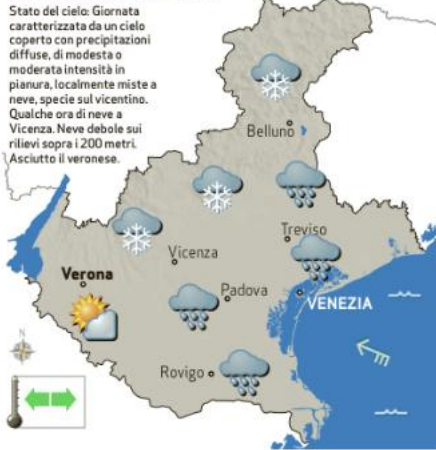 Stato del cielo: Giornata
caratterizzata da un cielo
coperto con precipitazioni
diffuse, di modesta o
moderata intensità in
pianura, localmente miste a
neve, specie sul vicentino.
Qualche ora di neve a
Vicenza. Neve debole sui
rilievi sopra i 200 metri.
Asciutto il veronese.
Belluno
Treviso
Vicenza
Verona
Padova
VENEZIA
Rovigo
N